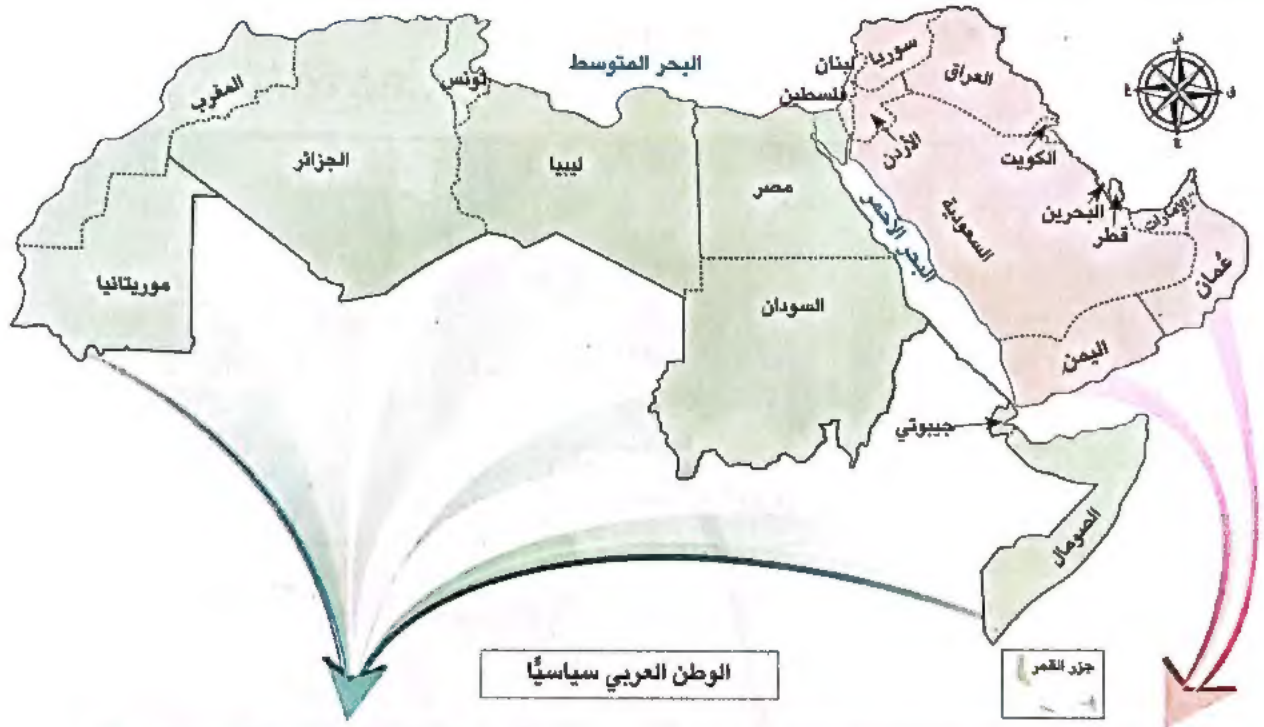 البحر المتوسط
المغرب
الجزائر
تونس
ليبيا
مصر
موريتانيا
السودان
لبنان
فلسطين
سوريا
العراق
الأردن
الكويت
السعودية
البحر الأحمر
البحرين
قطر
الإمارات
عُمان
اليمن
جيبوتي
الصومال
جزر القمر
الوطن العربي سياسيًّا